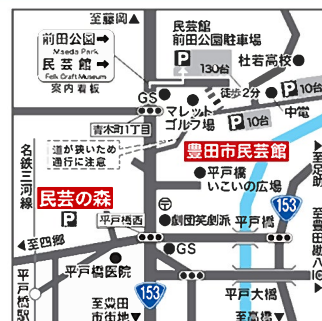 至藤岡▲
前田公園➡
Maeda Park
民芸館➡
Folk Craft Museum
案内看板
民芸館
前田公園駐車場
P
130台
杜若高校
GS
マレット
ゴルフ場
徒歩2分
P 10台
P 10台
中電
青木町1丁目
道が狭いため
通行に注意
豊田市民芸館
平戸橋
いこいの広場
至足助
名鉄三河線
民芸の森
P
平戸橋西
劇団笑劇派
平戸橋
153
◀至四郷
GS
平戸橋医院
平戸橋駅
153
至豊田
市街地▼
平戸大橋
至高橋▼